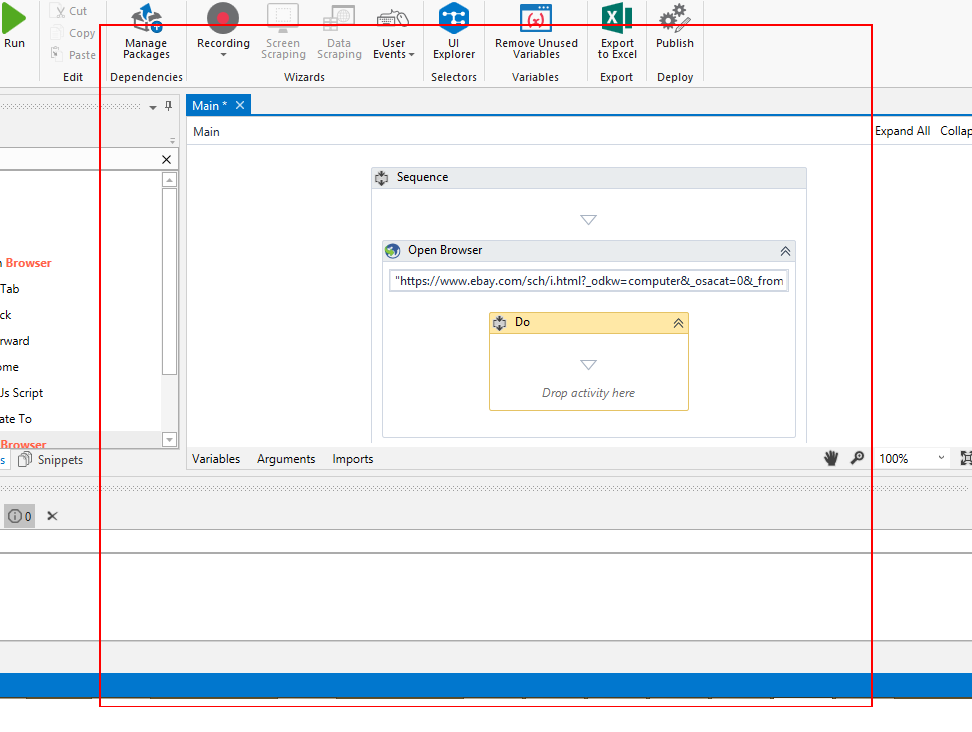 Run
Cut
Copy
Paste
Edit
Manage
Packages
Dependencies
Recording
Screen
Scraping
Data
Scraping
User
Events
Wizards
UI
Explorer
Selectors
Remove Unused
Variables
Variables
Export
to Excel
Export
Publish
Deploy
Main *
Main
Expand All Collap
Sequence
Open Browser
"https://www.ebay.com/sch/i.html?_odkw=computer&_osacat=0&_from
Do
Drop activity here
n Browser
Tab
ck
rward
ome
Js Script
ate To
Browser
s Snippets
Variables Arguments Imports
100%
0